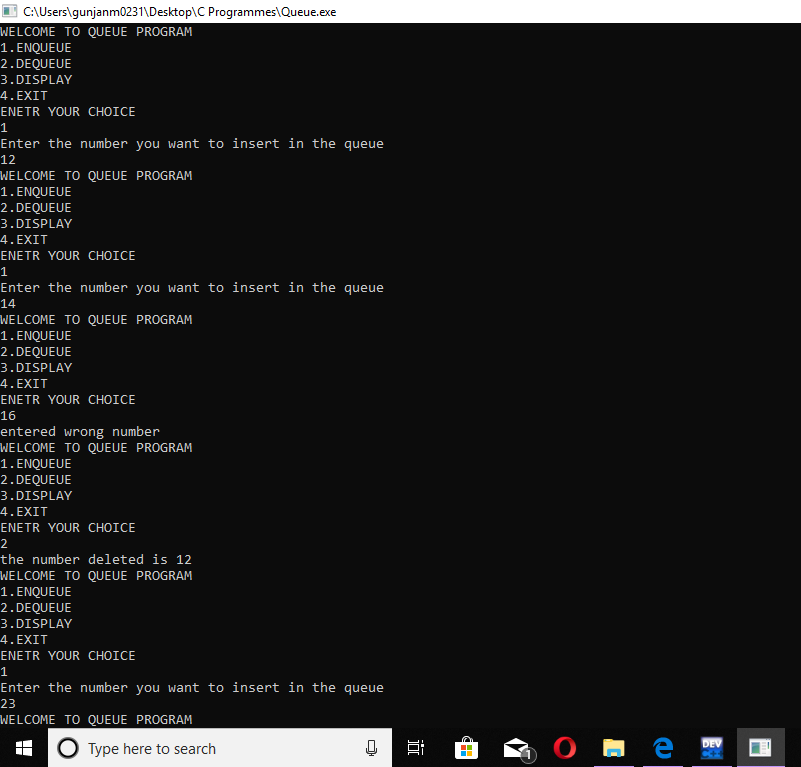 C:\Users\gunjanm0231\Desktop\C Programmes\Queue.exe
WELCOME TO QUEUE PROGRAM
1.ENQUEUE
2.DEQUEUE
3.DISPLAY
4.EXIT
ENETR YOUR CHOICE
1
Enter the number you want to insert in the queue
12
WELCOME TO QUEUE PROGRAM
1.ENQUEUE
2.DEQUEUE
3.DISPLAY
4.EXIT
ENETR YOUR CHOICE
1
Enter the number you want to insert in the queue
14
WELCOME TO QUEUE PROGRAM
1.ENQUEUE
2.DEQUEUE
3.DISPLAY
4.EXIT
ENETR YOUR CHOICE
16
entered wrong number
WELCOME TO QUEUE PROGRAM
1.ENQUEUE
2.DEQUEUE
3.DISPLAY
4.EXIT
ENETR YOUR CHOICE
2
the number deleted is 12
WELCOME TO QUEUE PROGRAM
1.ENQUEUE
2.DEQUEUE
3.DISPLAY
4.EXIT
ENETR YOUR CHOICE
1
Enter the number you want to insert in the queue
23
WELCOME TO QUEUE PROGRAM
Type here to search
1
DEV